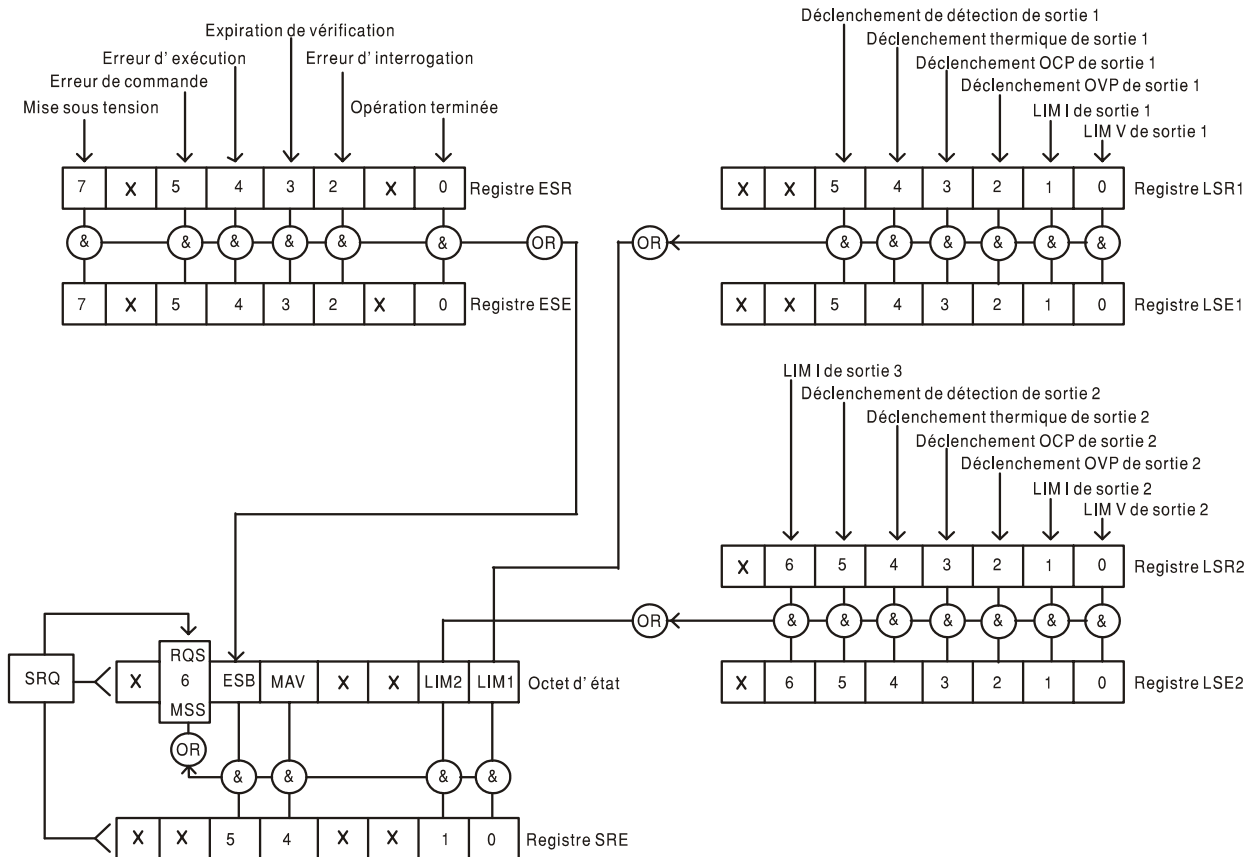 Expiration de vérification
Erreur d' exécution
Erreur d' interrogation
Erreur de commande
Mise sous tension
Opération terminée
7 X 5 4 3 2 X 0 Registre ESR
& & & & & & OR
7 X 5 4 3 2 X 0 Registre ESE
Déclenchement de détection de sortie 1
Déclenchement thermique de sortie 1
Déclenchement OCP de sortie 1
Déclenchement OVP de sortie 1
LIM I de sortie 1
LIM V de sortie 1
X X 5 4 3 2 1 0 Registre LSR1
OR & & & & & &
X X 5 4 3 2 1 0 Registre LSE1
LIM I de sortie 3
Déclenchement de détection de sortie 2
Déclenchement thermique de sortie 2
Déclenchement OCP de sortie 2
Déclenchement OVP de sortie 2
LIM I de sortie 2
LIM V de sortie 2
X 6 5 4 3 2 1 0 Registre LSR2
OR & & & & & & &
X 6 5 4 3 2 1 0 Registre LSE2
RQS
SRQ X 6 ESB MAV X X LIM2 LIM1 Octet d' état
MSS
OR
& & & &
X X 5 4 X X 1 0 Registre SRE